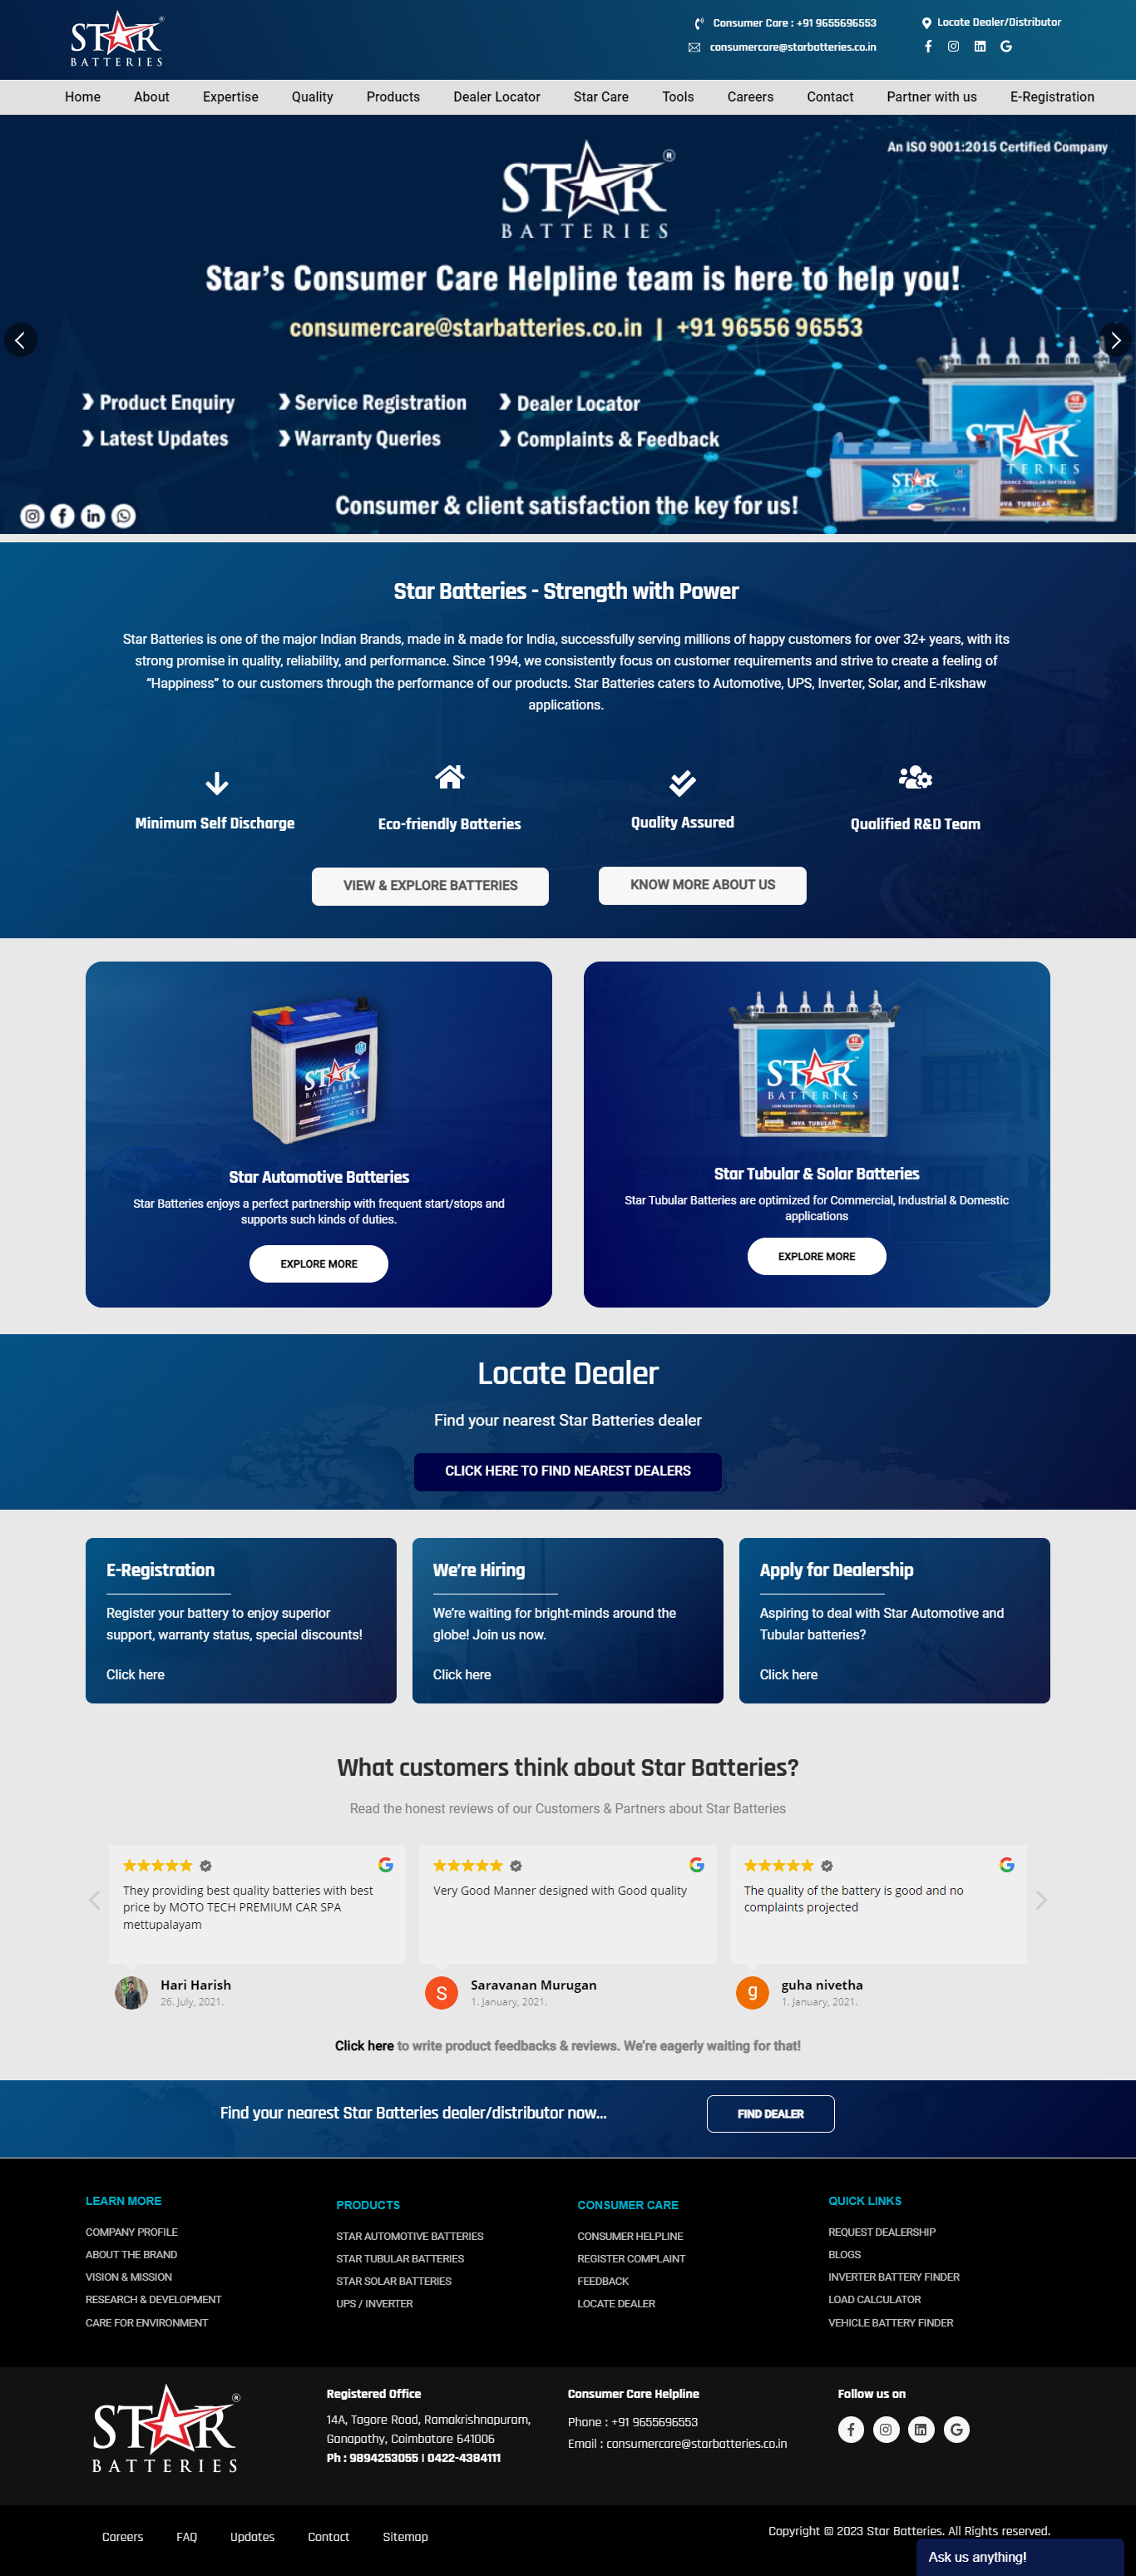 STAR
BATTERIES
Consumer Care : +91 9655696553
consumercare@starbatteries.co.in
Locate Dealer/Distributor
Home About Expertise Quality Products Dealer Locator Star Care Tools Careers Contact Partner with us E-Registration
An ISO 9001:2015 Certified Company
STAR
BATTERIES
Star's Consumer Care Helpline team is here to help you!
consumercare@starbatteries.co.in | +91 96556 96553
Product Enquiry Service Registration Dealer Locator
Latest Updates Warranty Queries Complaints & Feedback
Consumer & client satisfaction the key for us!
Star Batteries - Strength with Power
Star Batteries is one of the major Indian Brands, made in & made for India, successfully serving millions of happy customers for over 32+ years, with its
strong promise in quality, reliability, and performance. Since 1994, we consistently focus on customer requirements and strive to create a feeling of
“Happiness” to our customers through the performance of our products. Star Batteries caters to Automotive, UPS, Inverter, Solar, and E-rikshaw
applications.
Minimum Self Discharge
Eco-friendly Batteries
Quality Assured
Qualified R&D Team
VIEW & EXPLORE BATTERIES
KNOW MORE ABOUT US
STAR
BATTERIES
Star Automotive Batteries
Star Batteries enjoys a perfect partnership with frequent start/stops and
supports such kinds of duties.
EXPLORE MORE
STAR
BATTERIES
LOW MAINTENANCE TUBULAR BATTERIES
INVA TUBULAR
Star Tubular & Solar Batteries
Star Tubular Batteries are optimized for Commercial, Industrial & Domestic
applications
EXPLORE MORE
Locate Dealer
Find your nearest Star Batteries dealer
CLICK HERE TO FIND NEAREST DEALERS
E-Registration
Register your battery to enjoy superior
support, warranty status, special discounts!
Click here
We’re Hiring
We’re waiting for bright-minds around the
globe! Join us now.
Click here
Apply for Dealership
Aspiring to deal with Star Automotive and
Tubular batteries?
Click here
What customers think about Star Batteries?
Read the honest reviews of our Customers & Partners about Star Batteries
They providing best quality batteries with best
price by MOTO TECH PREMIUM CAR SPA
mettupalayam
Hari Harish
26. July, 2021.
Very Good Manner designed with Good quality
S
Saravanan Murugan
1. January, 2021.
The quality of the battery is good and no
complaints projected
g
guha nivetha
1. January, 2021.
Click here to write product feedbacks & reviews. We’re eagerly waiting for that!
Find your nearest Star Batteries dealer/distributor now...
FIND DEALER
LEARN MORE
COMPANY PROFILE
ABOUT THE BRAND
VISION & MISSION
RESEARCH & DEVELOPMENT
CARE FOR ENVIRONMENT
PRODUCTS
STAR AUTOMOTIVE BATTERIES
STAR TUBULAR BATTERIES
STAR SOLAR BATTERIES
UPS / INVERTER
CONSUMER CARE
CONSUMER HELPLINE
REGISTER COMPLAINT
FEEDBACK
LOCATE DEALER
QUICK LINKS
REQUEST DEALERSHIP
BLOGS
INVERTER BATTERY FINDER
LOAD CALCULATOR
VEHICLE BATTERY FINDER
STAR
BATTERIES
Registered Office
14A, Tagore Road, Ramakrishnapuram,
Ganapathy, Coimbatore 641006
Ph : 9894253055 | 0422-4384111
Consumer Care Helpline
Phone : +91 9655696553
Email : consumercare@starbatteries.co.in
Follow us on
Careers FAQ Updates Contact Sitemap
Copyright © 2023 Star Batteries. All Rights reserved.
Ask us anything!